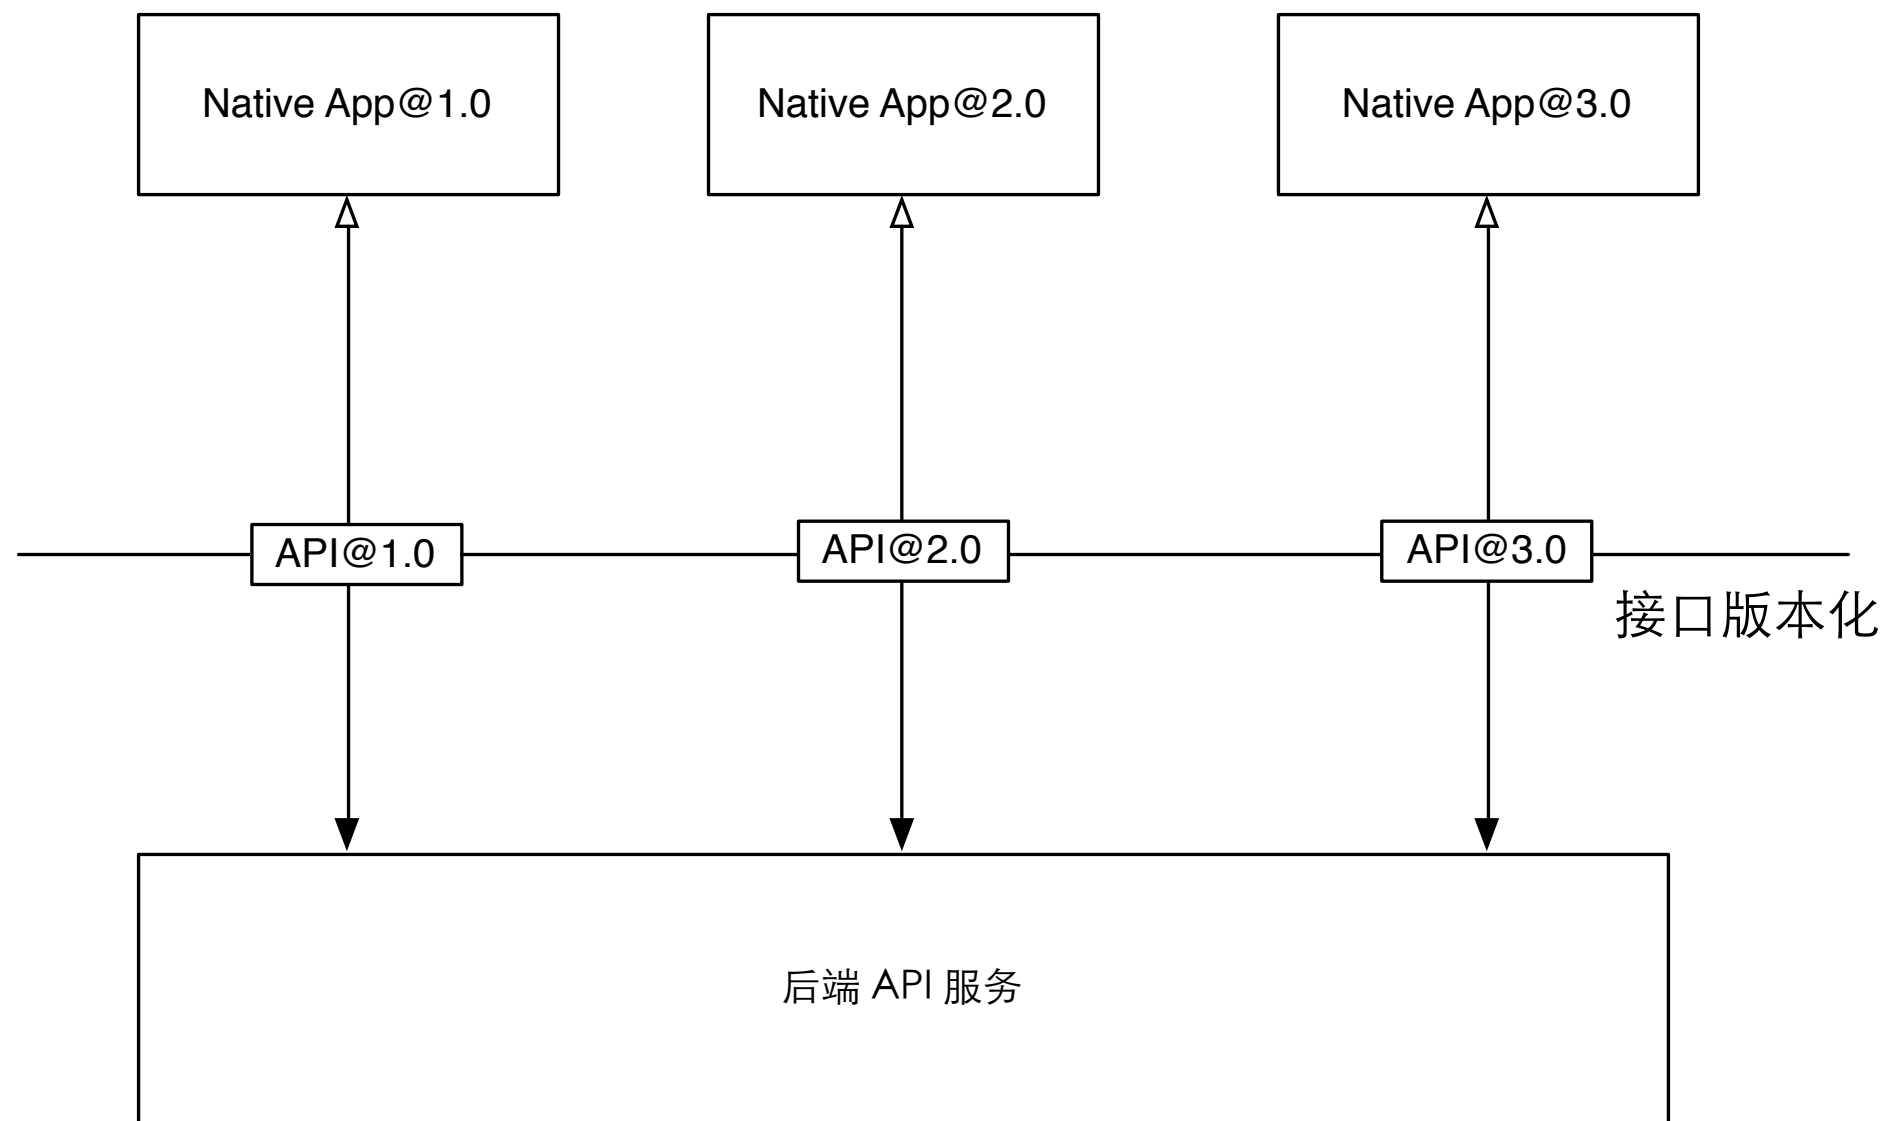 Native App@1.0
Native App@2.0
Native App@3.0
API@1.0
API@2.0
API@3.0
接口版本化
后端 API 服务